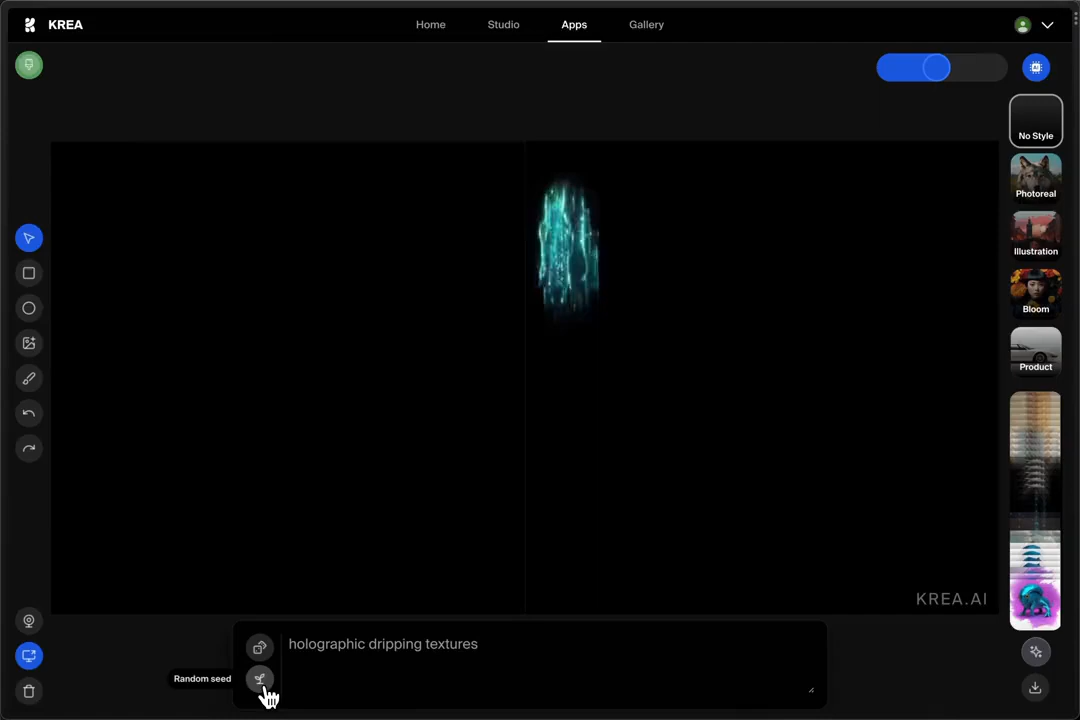 KREA
Home
Studio
Apps
Gallery
No Style
Photoreal
Illustration
Bloom
Product
KREA.AI
holographic dripping textures
Random seed